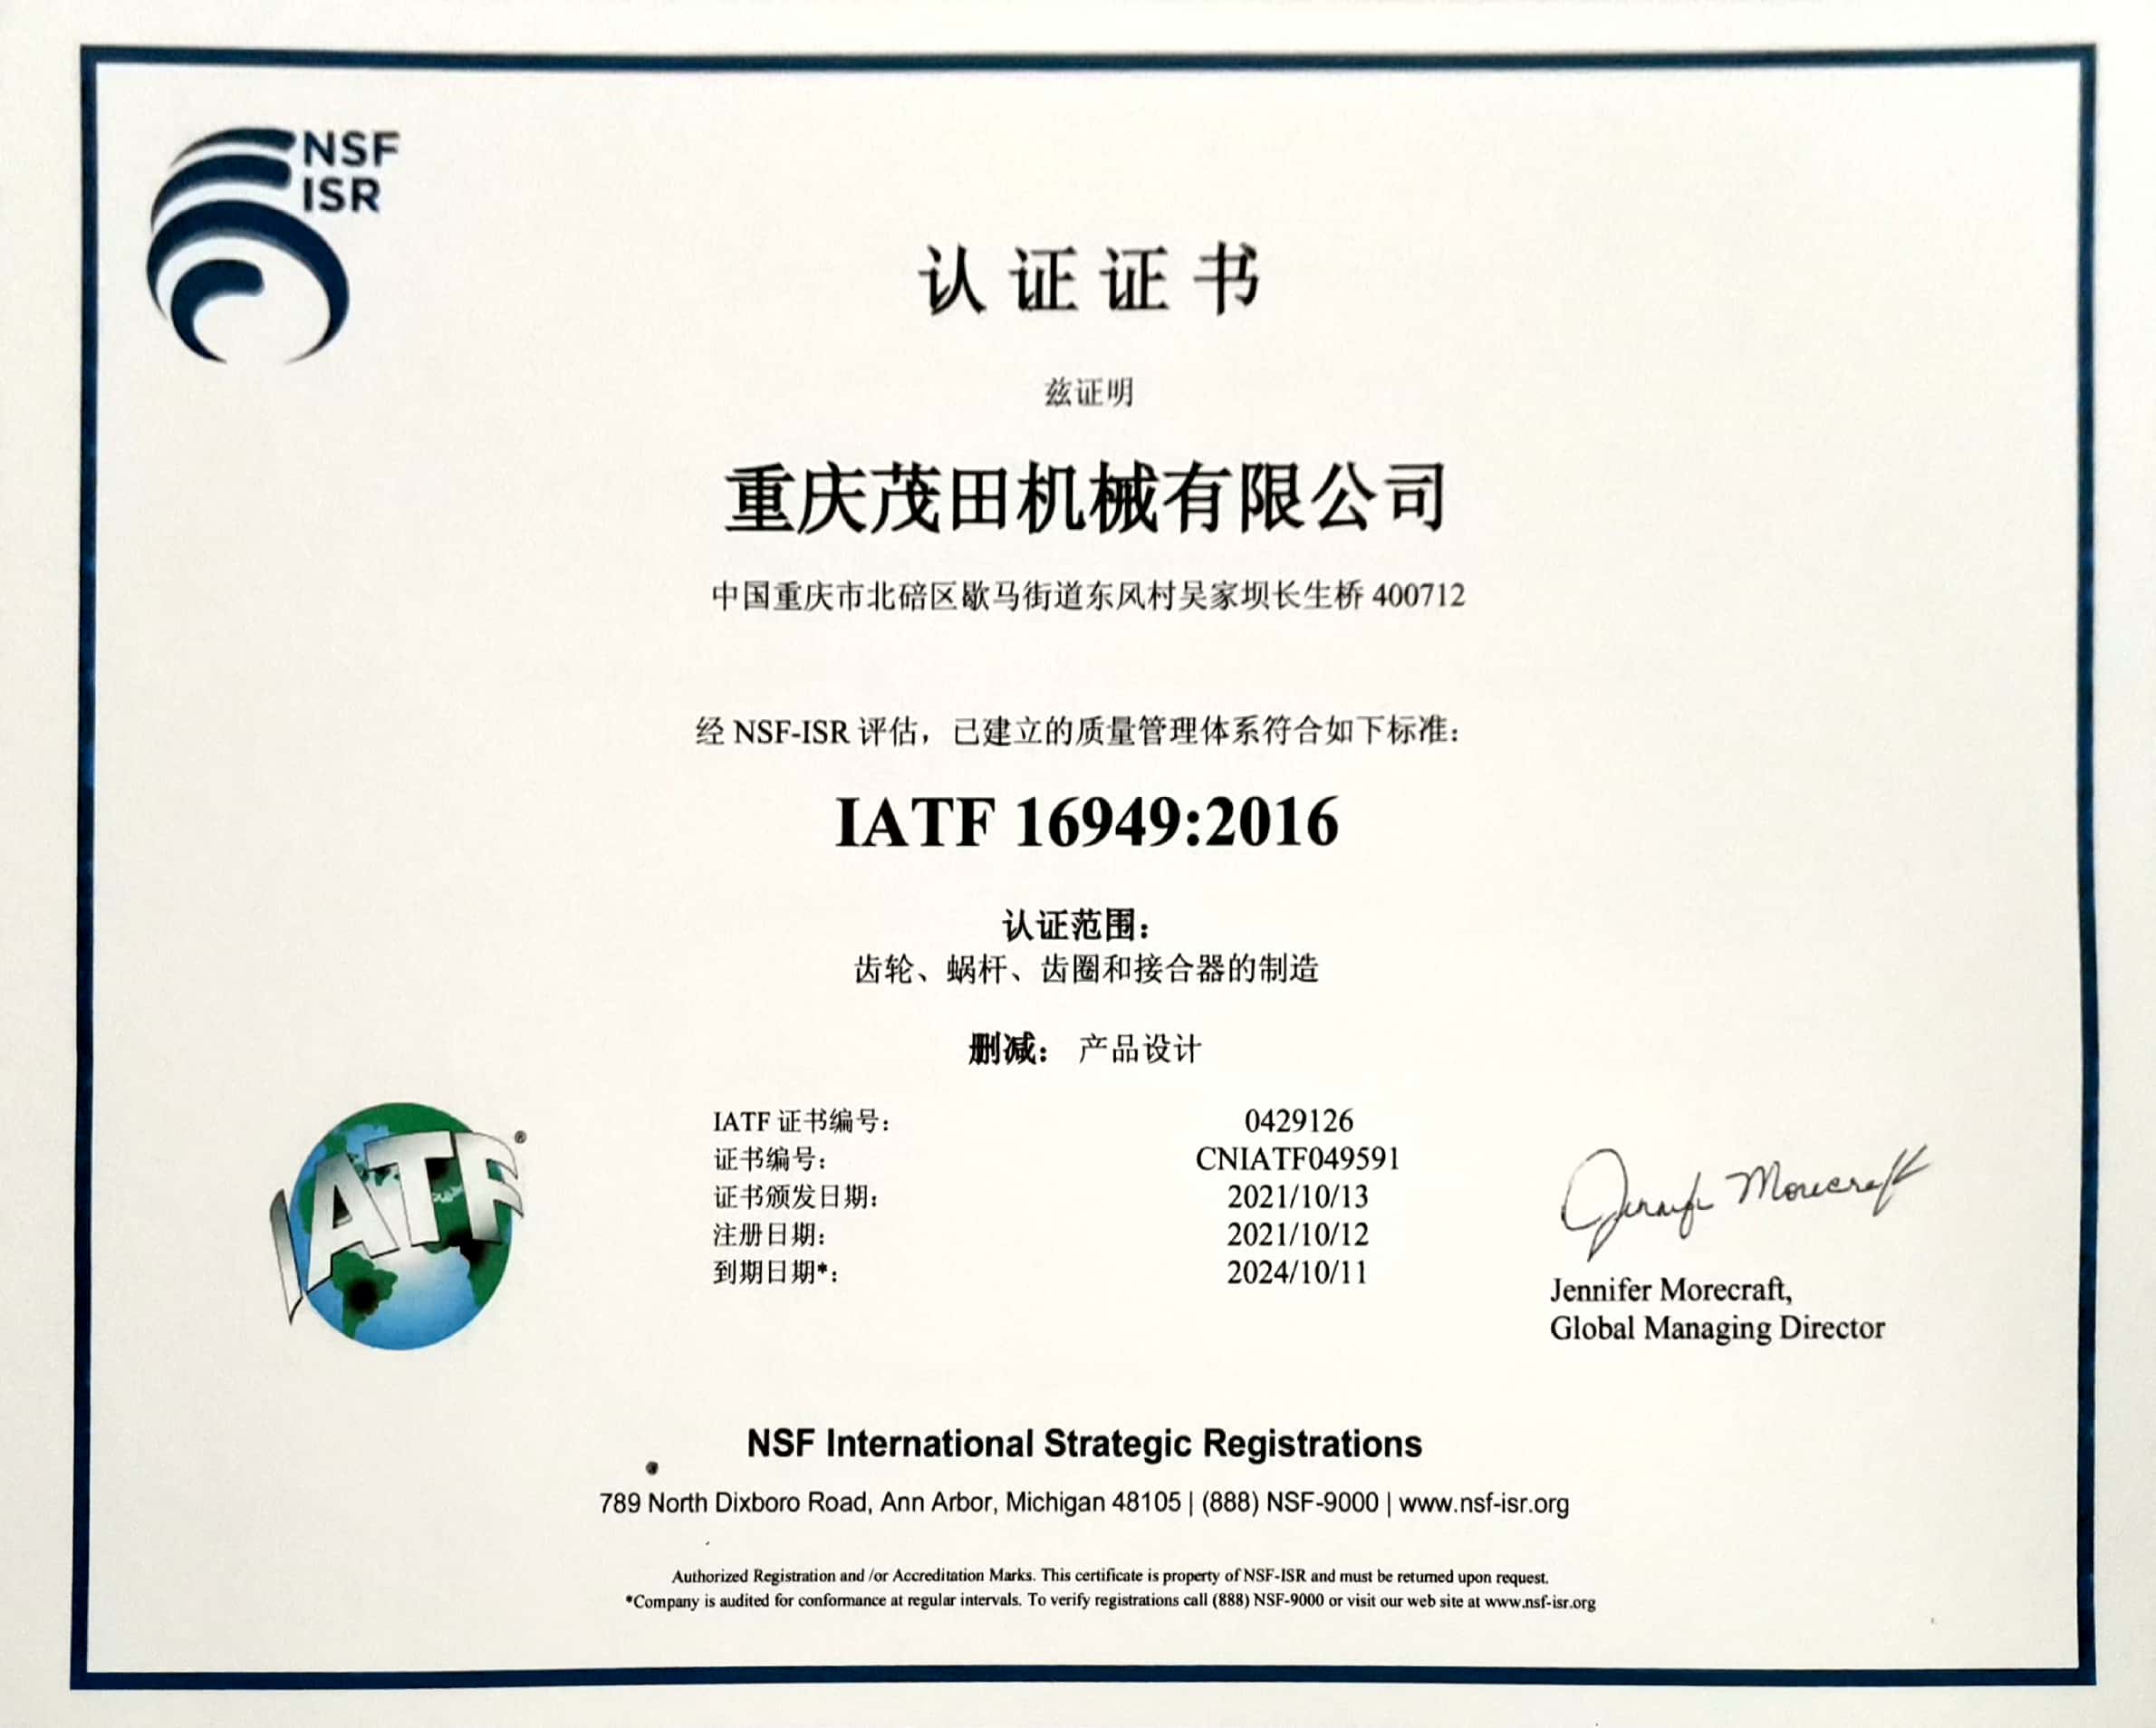 NSF
ISR
认证证书
兹证明
重庆茂田机械有限公司
中国重庆市北碚区歇马街道东风村吴家坝长生桥 400712
经 NSF-ISR 评估，已建立的质量管理体系符合如下标准：
IATF 16949:2016
认证范围：
齿轮、蜗杆、齿圈和接合器的制造
删减： 产品设计
IATF®
IATF 证书编号： 0429126
证书编号： CNIATF049591
证书颁发日期： 2021/10/13
注册日期： 2021/10/12
到期日期*： 2024/10/11
Jennifer Morecraft
Jennifer Morecraft,
Global Managing Director
NSF International Strategic Registrations
789 North Dixboro Road, Ann Arbor, Michigan 48105 | (888) NSF-9000 | www.nsf-isr.org
Authorized Registration and /or Accreditation Marks. This certificate is property of NSF-ISR and must be returned upon request.
*Company is audited for conformance at regular intervals. To verify registrations call (888) NSF-9000 or visit our web site at www.nsf-isr.org